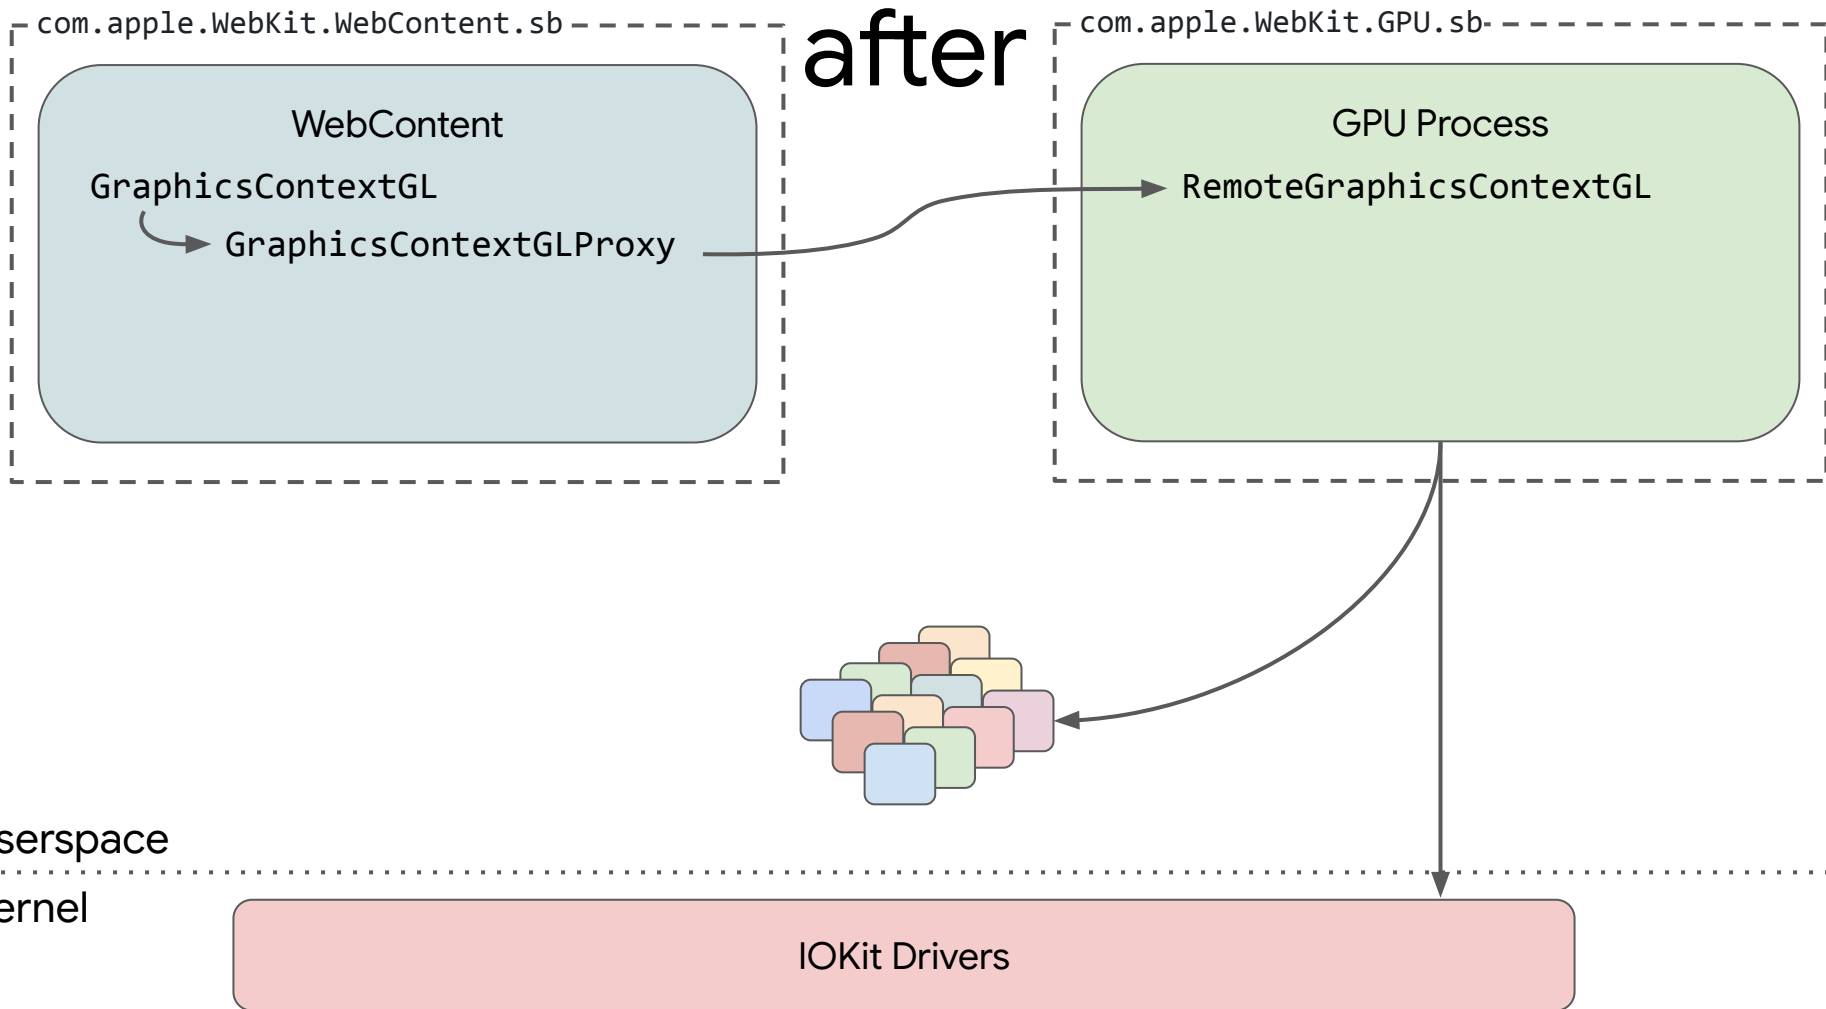 com.apple.WebKit.WebContent.sb
after
com.apple.WebKit.GPU.sb
WebContent
GPU Process
GraphicsContextGL
RemoteGraphicsContextGL
GraphicsContextGLProxy
serspace
ernel
IOKit Drivers